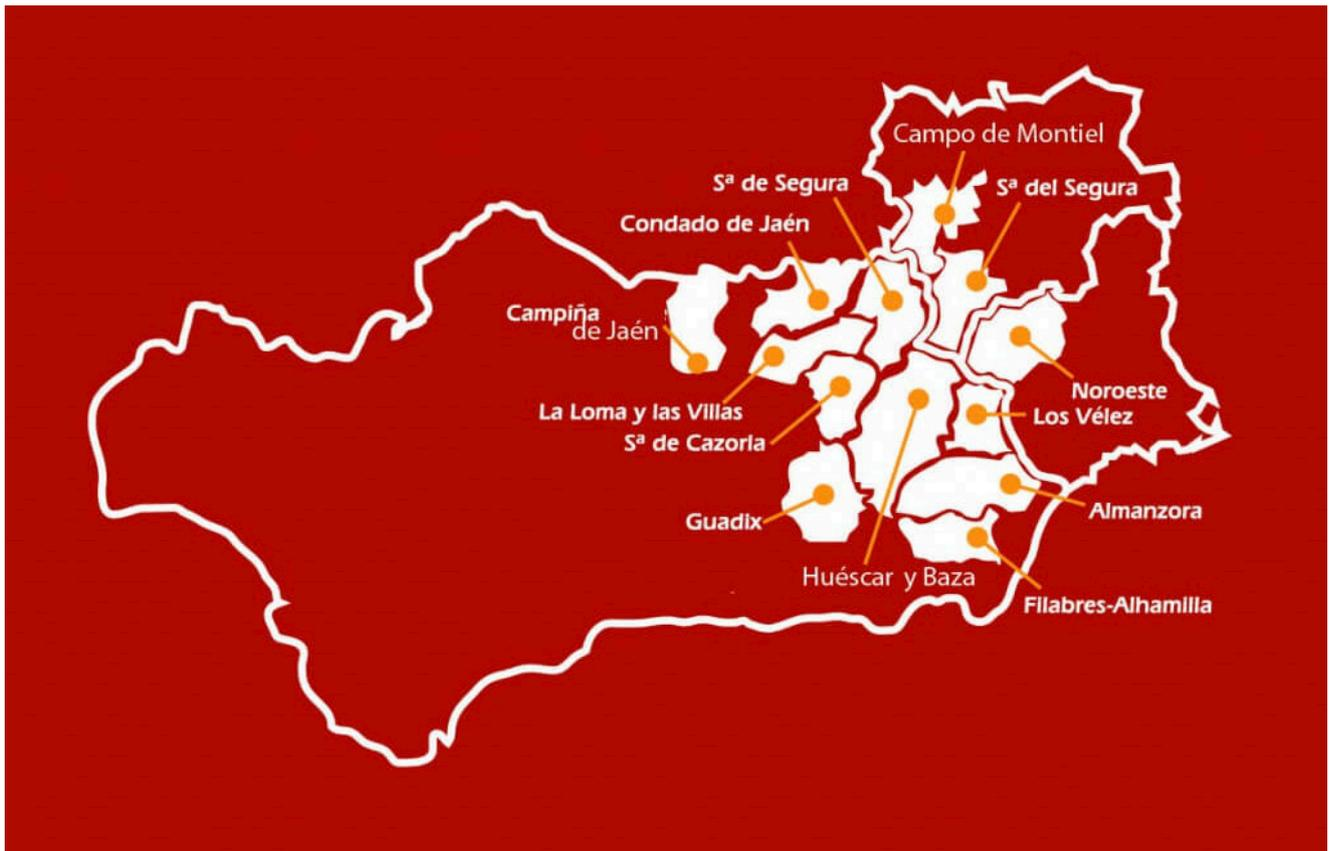 Campo de Montiel
Sª de Segura
Sª del Segura
Condado de Jaén
Campiña
de Jaén
Noroeste
La Loma y las Villas
Los Vélez
Sª de Cazorla
Almanzora
Guadix
Huéscar y Baza
Filabres-Alhamilla